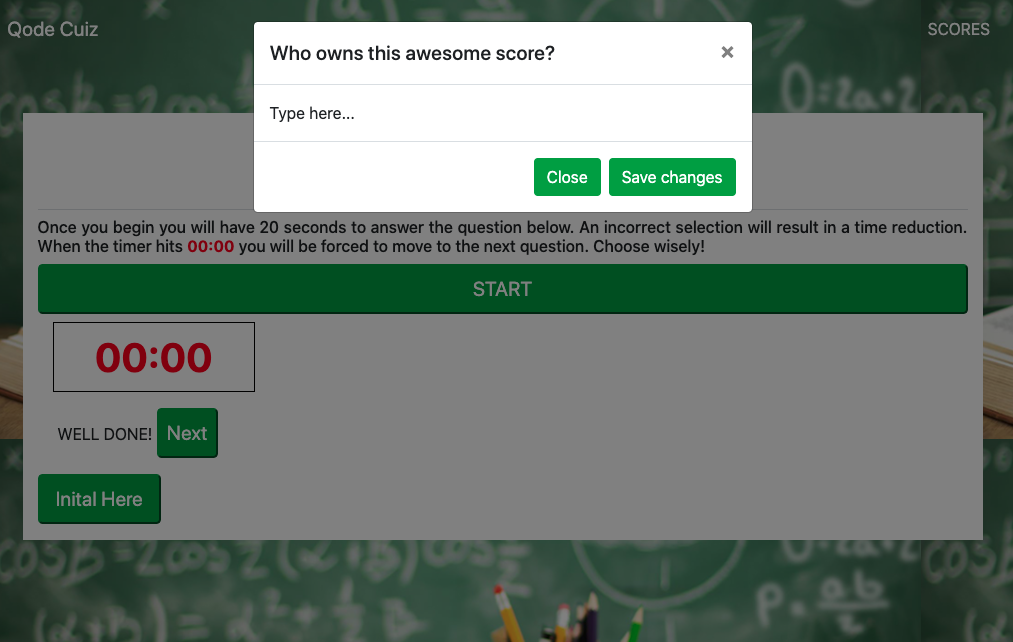 Qode Cuiz
SCORES
Who owns this awesome score?
×
Type here...
Close
Save changes
Once you begin you will have 20 seconds to answer the question below. An incorrect selection will result in a time reduction.
When the timer hits 00:00 you will be forced to move to the next question. Choose wisely!
START
00:00
WELL DONE!
Next
Inital Here